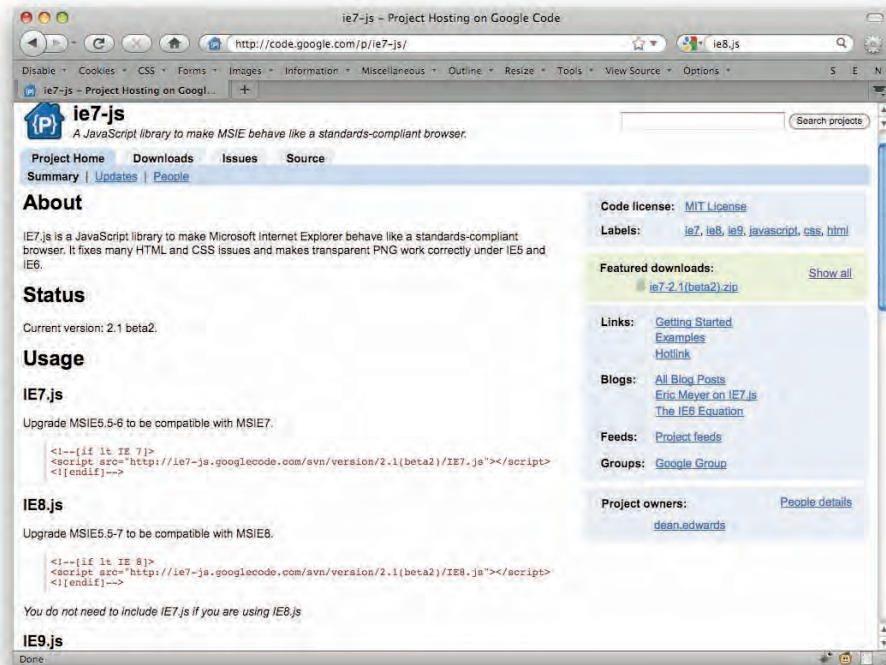 ie7-js – Project Hosting on Google Code
http://code.google.com/p/ie7-js/
ie8.js
Disable Cookies CSS Forms Images Information Miscellaneous Outline Resize Tools View Source Options S E N
ie7-js – Project Hosting on Googl...
{P}
ie7-js
A JavaScript library to make MSIE behave like a standards-compliant browser.
Search projects
Project Home Downloads Issues Source
Summary | Updates | People
About
IE7.js is a JavaScript library to make Microsoft Internet Explorer behave like a standards-compliant
browser. It fixes many HTML and CSS issues and makes transparent PNG work correctly under IE5 and
IE6.
Status
Current version: 2.1 beta2.
Usage
IE7.js
Upgrade MSIE5.5-6 to be compatible with MSIE7.
<!--[if lt IE 7]>
<script src="http://ie7-js.googlecode.com/svn/version/2.1(beta2)/IE7.js"></script>
<![endif]-->
IE8.js
Upgrade MSIE5.5-7 to be compatible with MSIE8.
<!--[if lt IE 8]>
<script src="http://ie7-js.googlecode.com/svn/version/2.1(beta2)/IE8.js"></script>
<![endif]-->
You do not need to include IE7.js if you are using IE8.js
IE9.js
Code license: MIT License
Labels: ie7, ie8, ie9, javascript, css, html
Featured downloads: Show all
ie7-2.1(beta2).zip
Links: Getting Started
Examples
Hotlink
Blogs: All Blog Posts
Eric Meyer on IE7.js
The IE6 Equation
Feeds: Project feeds
Groups: Google Group
Project owners: People details
dean.edwards
Done